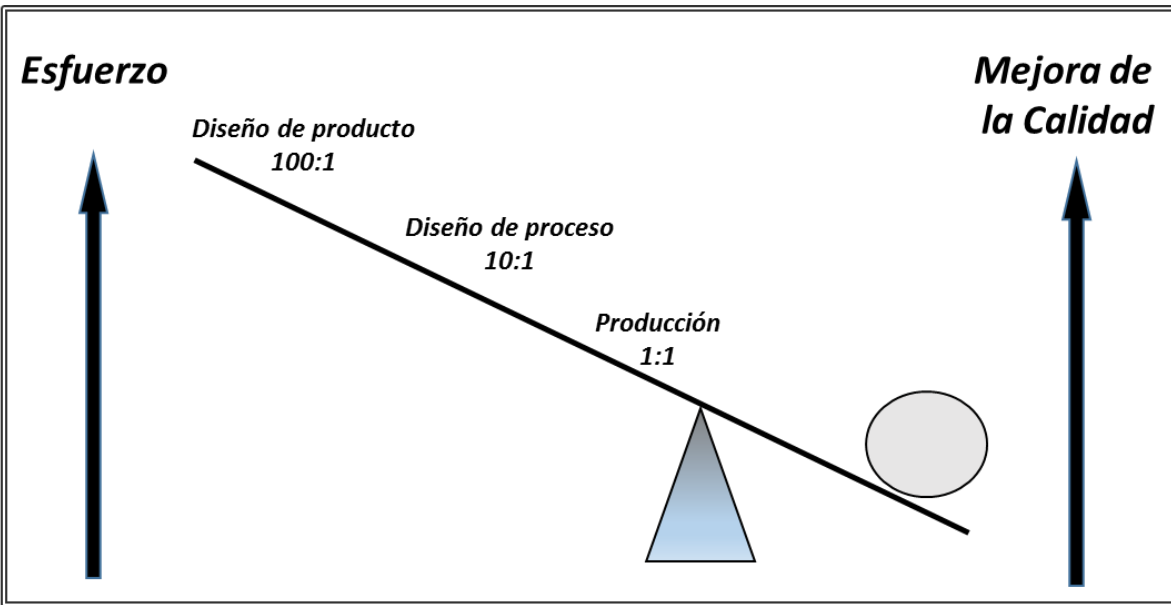 Esfuerzo
Mejora de
la Calidad
Diseño de producto
100:1
Diseño de proceso
10:1
Producción
1:1